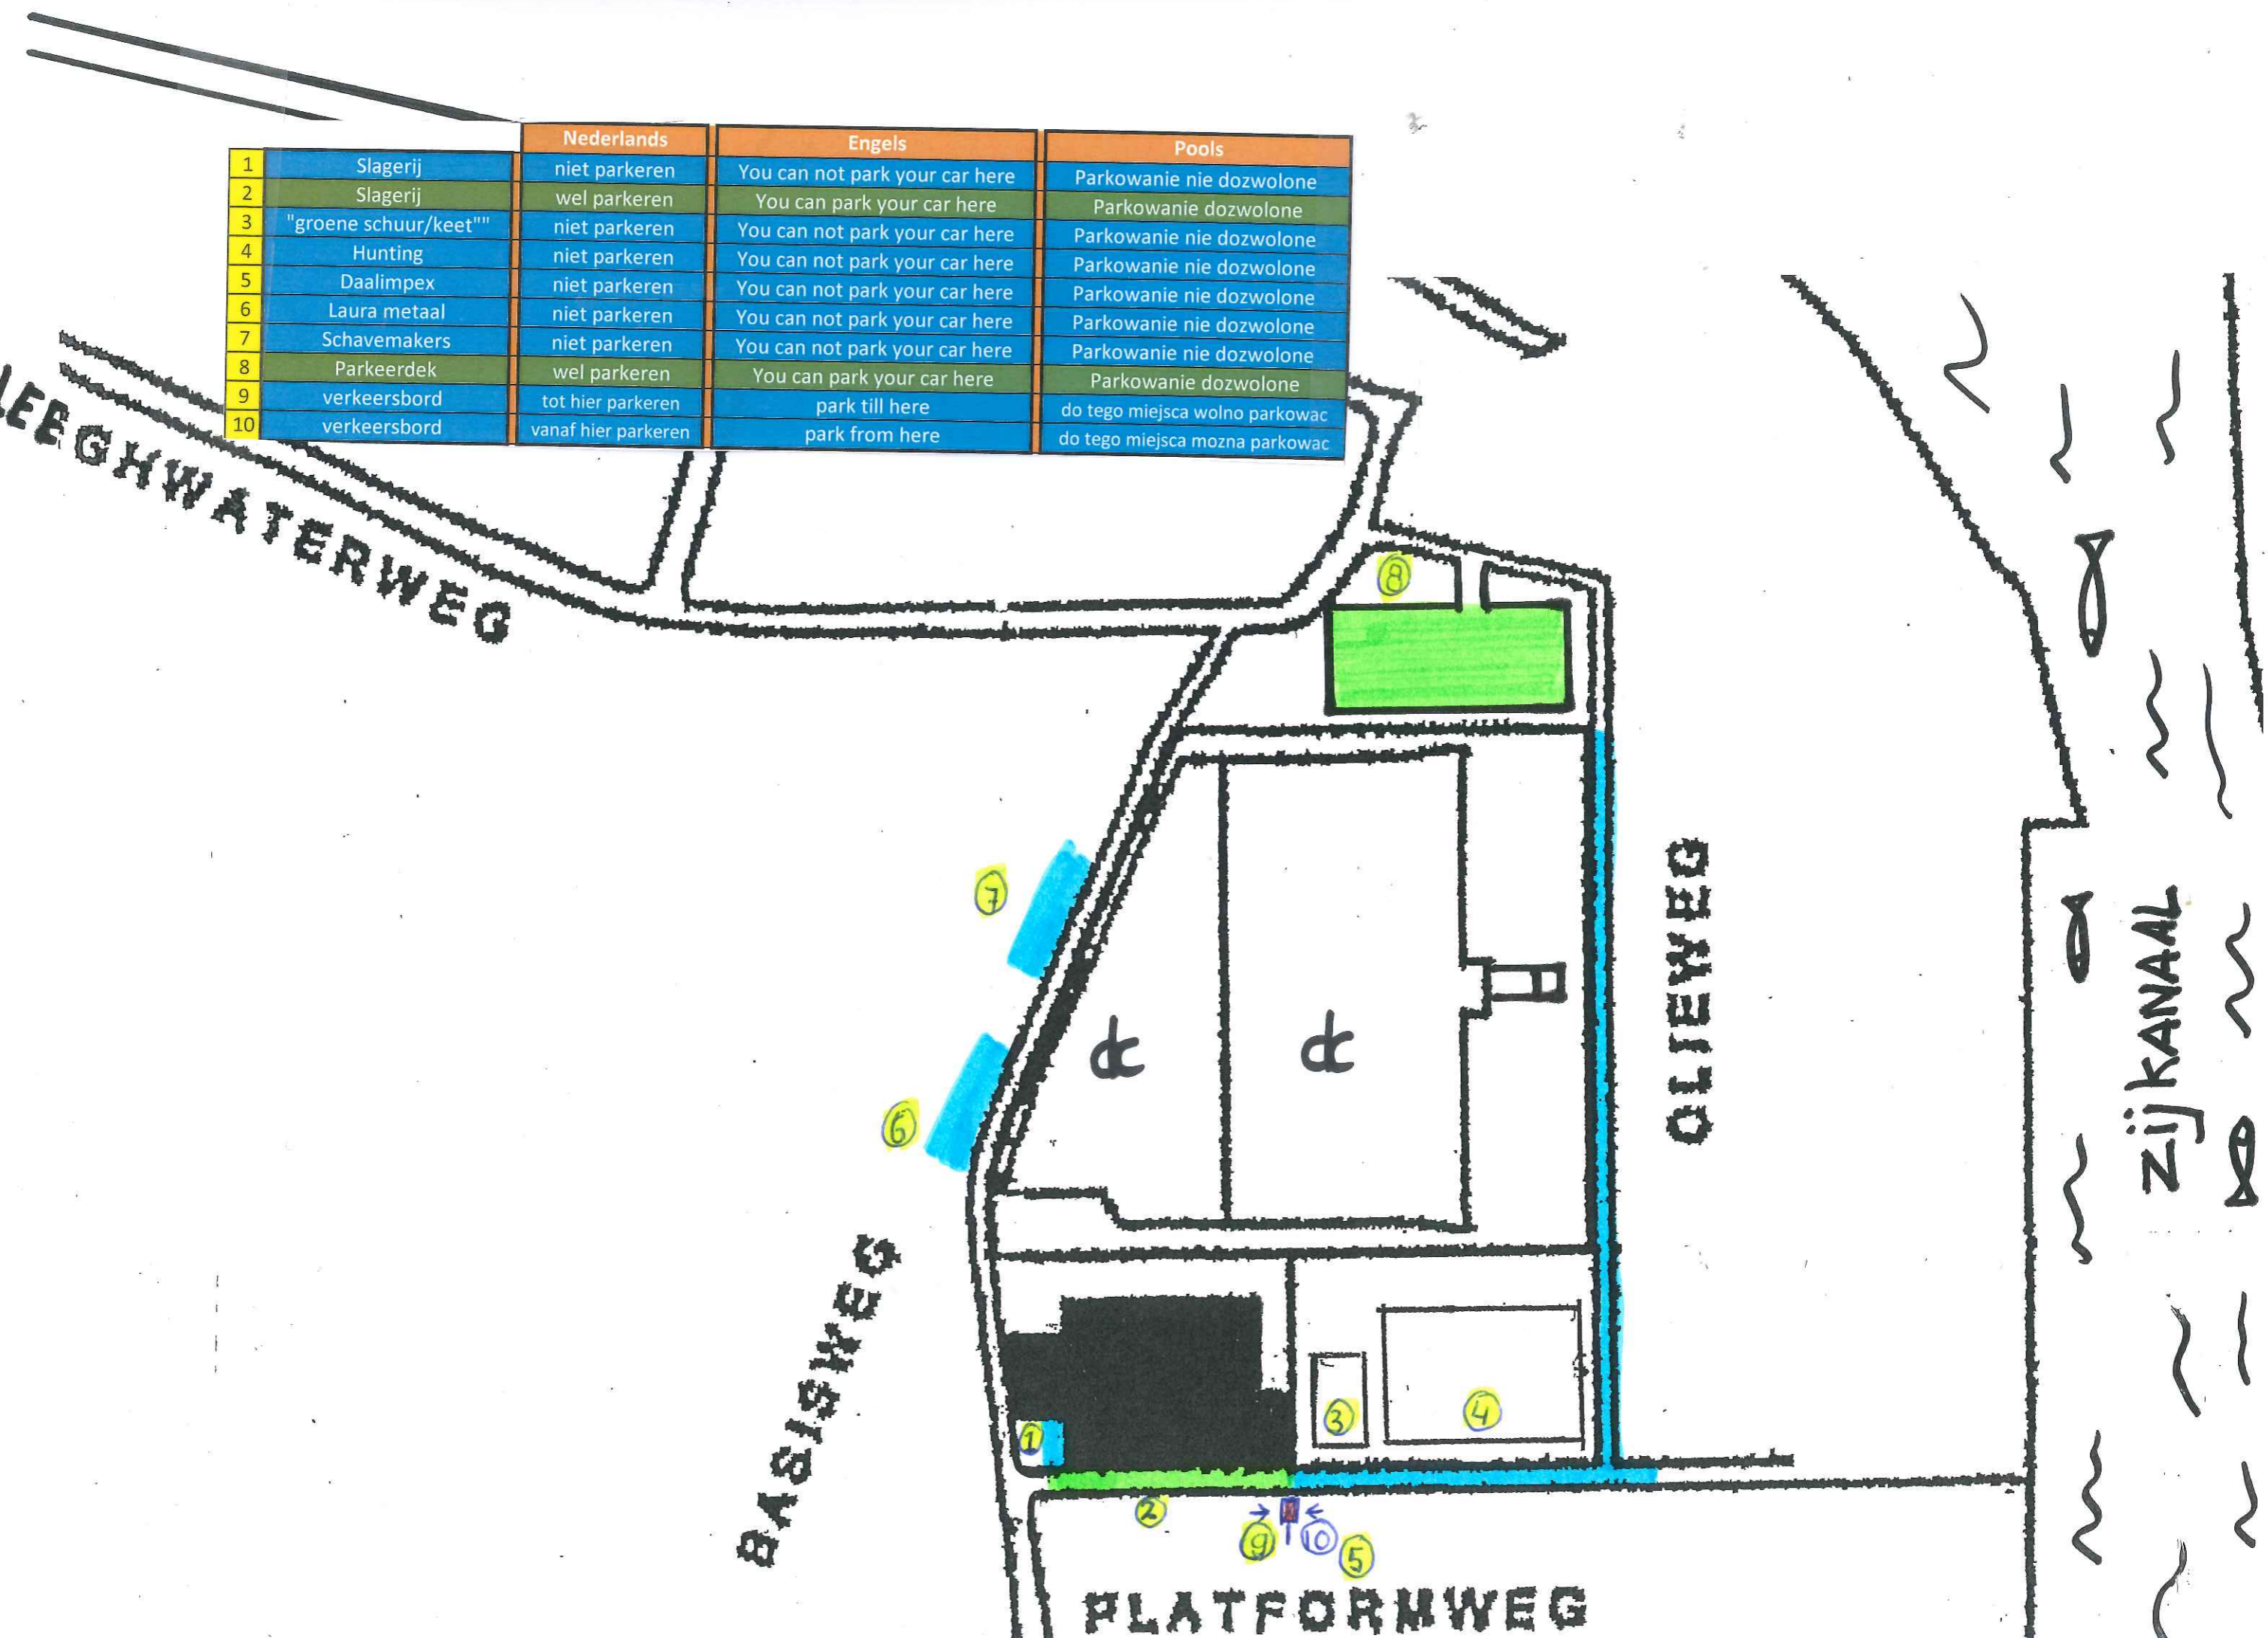 Nederlands Engels Pools
1 Slagerij niet parkeren You can not park your car here Parkowanie nie dozwolone
2 Slagerij wel parkeren You can park your car here Parkowanie dozwolone
3 "groene schuur/keet"" niet parkeren You can not park your car here Parkowanie nie dozwolone
4 Hunting niet parkeren You can not park your car here Parkowanie nie dozwolone
5 Daalimpex niet parkeren You can not park your car here Parkowanie nie dozwolone
6 Laura metaal niet parkeren You can not park your car here Parkowanie nie dozwolone
7 Schavemakers niet parkeren You can not park your car here Parkowanie nie dozwolone
8 Parkeerdek wel parkeren You can park your car here Parkowanie dozwolone
9 verkeersbord tot hier parkeren park till here do tego miejsca wolno parkowac
10 verkeersbord vanaf hier parkeren park from here do tego miejsca mozna parkowac
LEEGHWATERWEG
8
7
OLIEWEG
zijKANAAL
dc
dc
6
BASISWEG
3
4
1
2
9
10
5
PLATFORMWEG